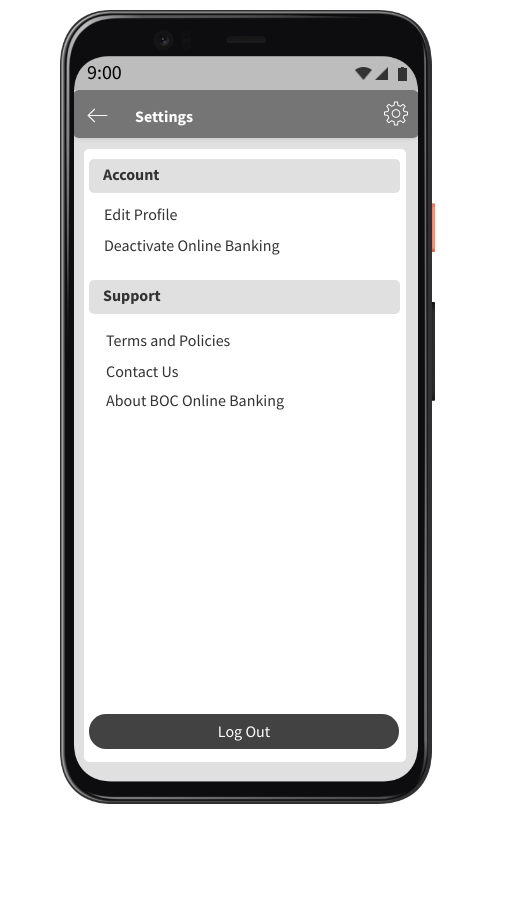 9:00
Settings
Account
Edit Profile
Deactivate Online Banking
Support
Terms and Policies
Contact Us
About BOC Online Banking
Log Out